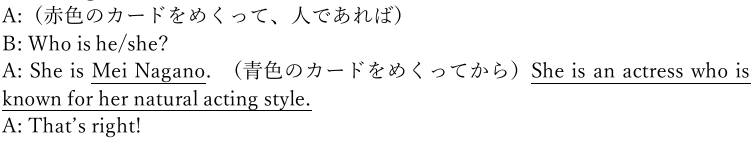 A:（赤色のカードをめくって、人であれば）
B: Who is he/she?
A: She is Mei Nagano. （青色のカードをめくってから）She is an actress who is
known for her natural acting style.
A: That’s right!